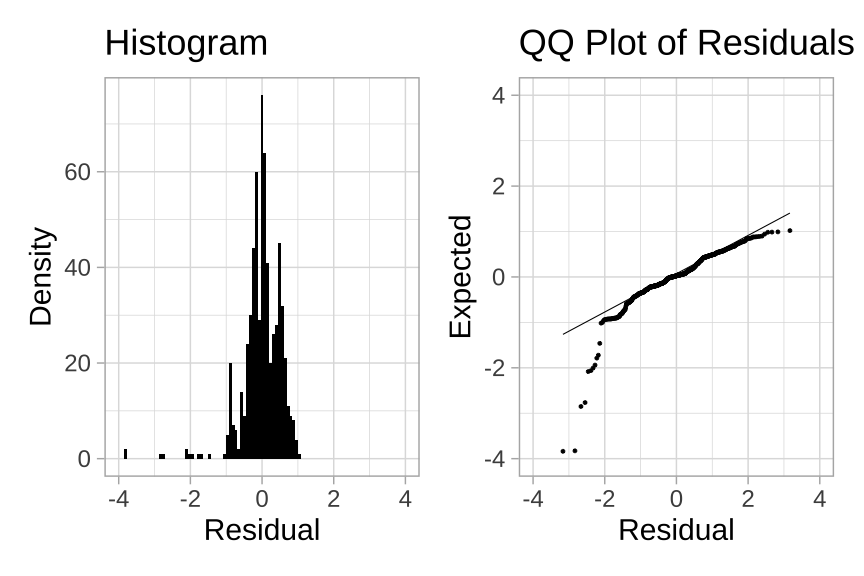 Histogram
Density
60
40
20
0
-4 -2 0 2 4
Residual
QQ Plot of Residuals
Expected
4
2
0
-2
-4
-4 -2 0 2 4
Residual